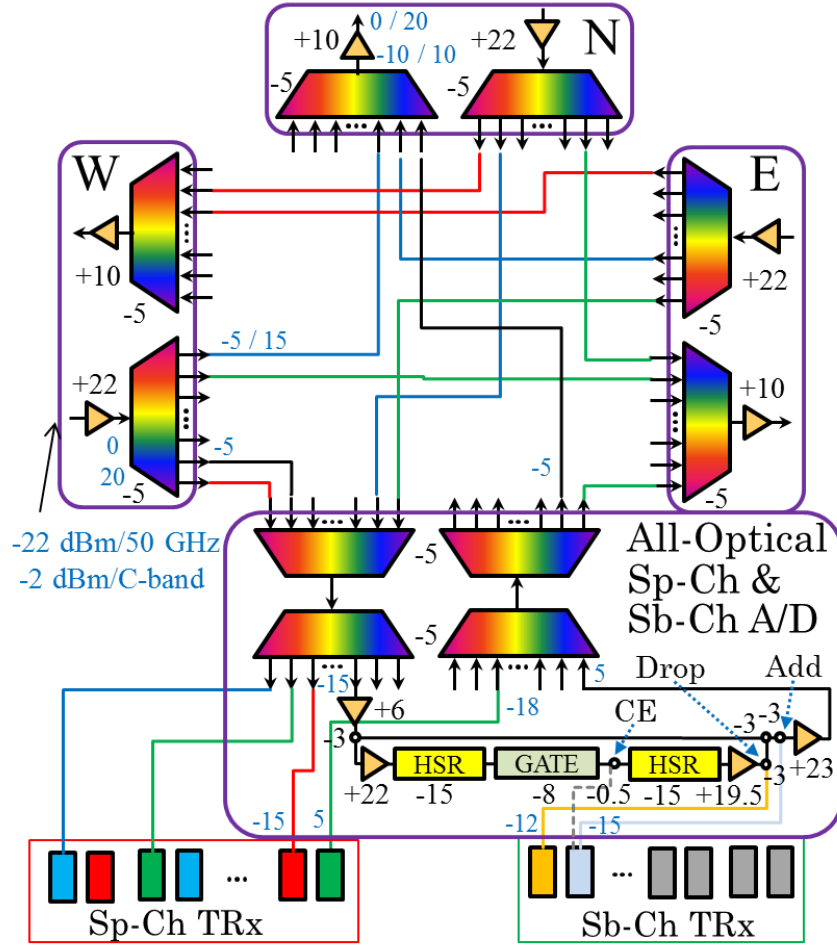 0 / 20
+10
-10 / 10
+22
N
-5
-5
...
...
W
E
+10
-5
+22
-5
-5 / 15
+22
+10
0
20
-5
-5
-5
-5
-22 dBm/50 GHz
-2 dBm/C-band
...
...
-5
All-Optical
Sp-Ch &
Sb-Ch A/D
-5
...
...
-15
5
Drop
Add
+6
-18
CE
-3
-3
-3
HSR
GATE
HSR
-3
+22
-15
-8
-0.5
-15
+19.5
+23
-15
5
-12
-15
...
...
Sp-Ch TRx
Sb-Ch TRx